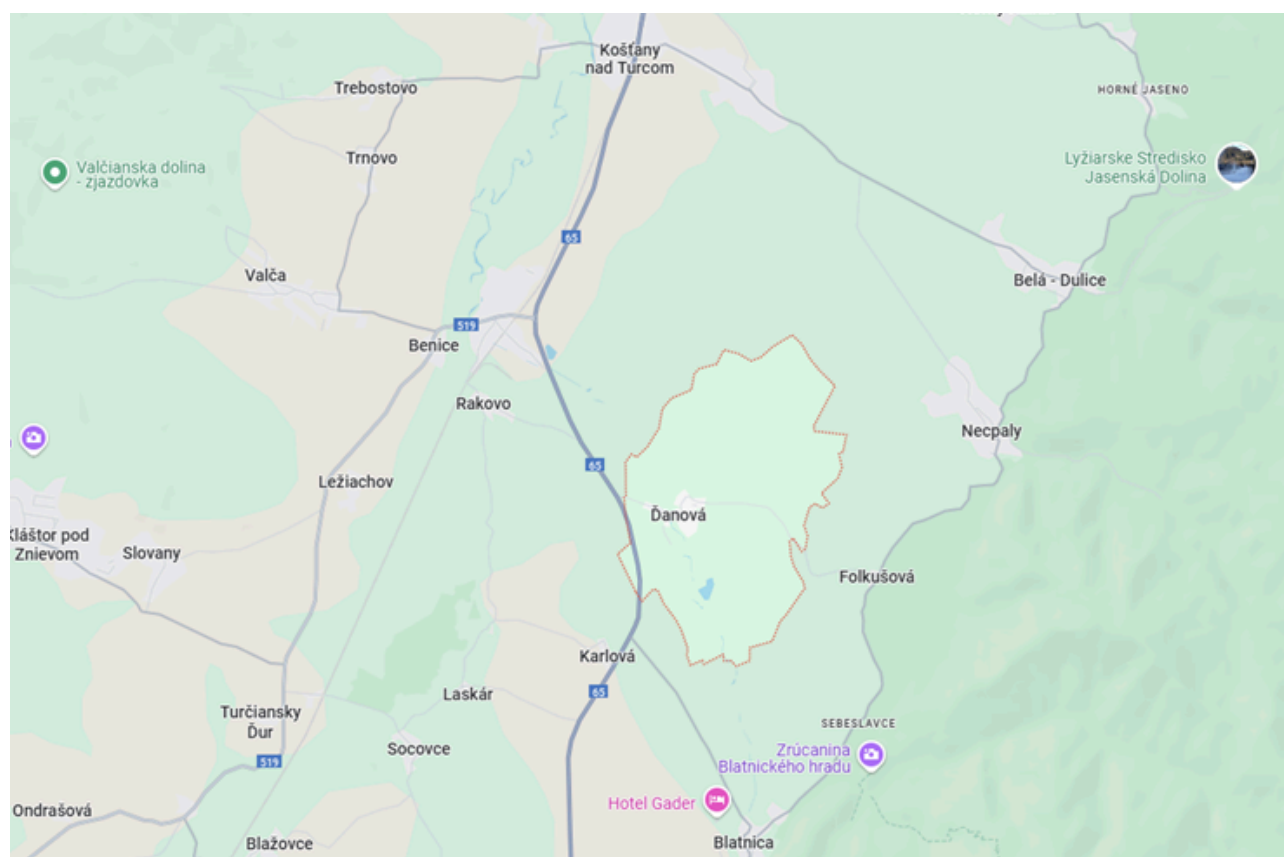 Košťany
nad Turcom
Trebostovo
HORNÉ JASENO
Trnovo
Valčianska dolina
- zjazdovka
Lyžiarske Stredisko
Jasenská Dolina
65
Valča
Belá - Dulice
519
Benice
Rakovo
Necpaly
65
Ležiachov
Ďanová
Kláštor pod
Znievom
Slovany
Folkušová
Karlová
65
Laskár
Turčiansky
Ďur
SEBESLAVCE
Socovce
Zrúcanina
Blatnického hradu
519
Hotel Gader
Ondrašová
Blažovce
Blatnica